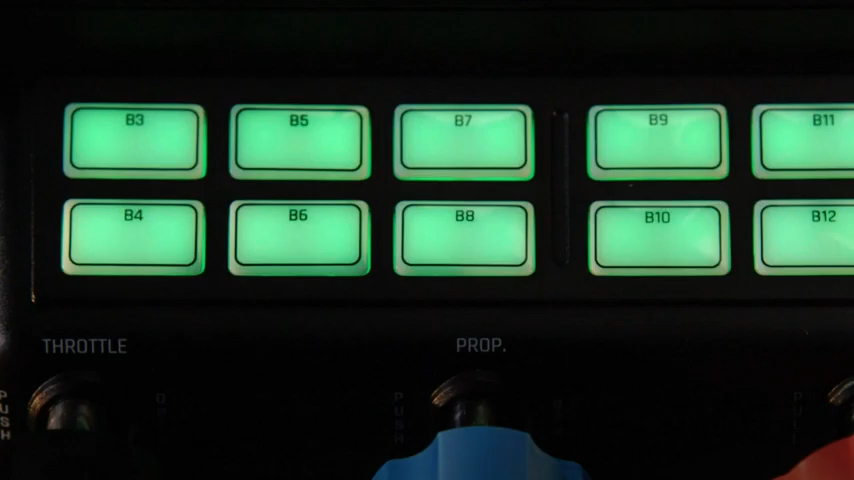 B3 B5 B7 B9 B11
B4 B6 B8 B10 B12
THROTTLE PROP.
PUSH PUSH